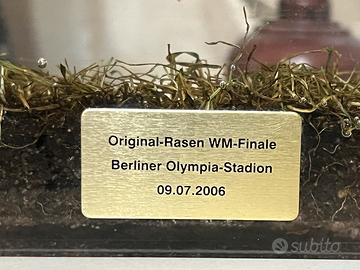 Original-Rasen WM-Finale
Berliner Olympia-Stadion
09.07.2006
subito